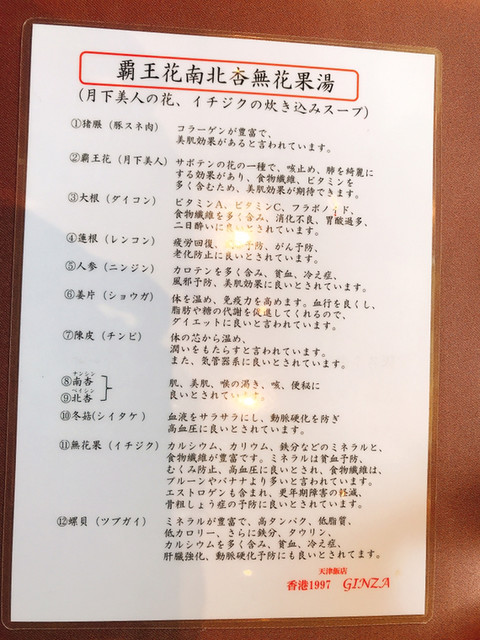 覇王花南北杏無花果湯
(月下美人の花、イチジクの炊き込みスープ)
①猪腱（豚スネ肉） コラーゲンが豊富で、
美肌効果があると言われています。
②覇王花（月下美人）サボテンの花の一種で、咳止め、肺を綺麗に
する効果があり、食物繊維、ビタミンを
多く含むため、美肌効果が期待できます。
③大根（ダイコン） ビタミンA、ビタミンC、フラボノイド、
食物繊維を多く含み、消化不良、胃酸過多、
二日酔いに良いとされています。
④蓮根（レンコン） 疲労回復、予防、がん予防、
老化防止に良いとされています。
⑤人参（ニンジン） カロテンを多く含み、貧血、冷え症、
風邪予防、美肌効果に良いとされています。
⑥姜片（ショウガ） 体を温め、免疫力を高めます。血行を良くし、
脂肪や糖の代謝を促進してくれるので、
ダイエットに良いと言われています。
⑦陳皮（チンピ） 体の芯から温め、
潤いをもたらすと言われています。
また、気管器系に良いとされています。
ナンシン
⑧南杏 肌、美肌、喉の渇き、咳、便秘に
ベイシン
⑨北杏 良いとされています。
⑩冬菇(シイタケ） 血液をサラサラにし、動脈硬化を防ぎ
高血圧に良いとされています。
⑪無花果（イチジク）カルシウム、カリウム、鉄分などのミネラルと、
食物繊維が豊富です。ミネラルは貧血予防、
むくみ防止、高血圧に良いとされ、食物繊維は、
プルーンやバナナより多いと言われています。
エストロゲンも含まれ、更年期障害の軽減、
骨粗しょう症の予防に良いとされています。
⑫螺貝（ツブガイ） ミネラルが豊富で、高タンパク、低脂質、
低カロリー、さらに鉄分、タウリン、
カルシウムを多く含み、貧血、冷え症、
肝臓強化、動脈硬化予防にも良いとされてます。
天津飯店
香港1997 GINZA